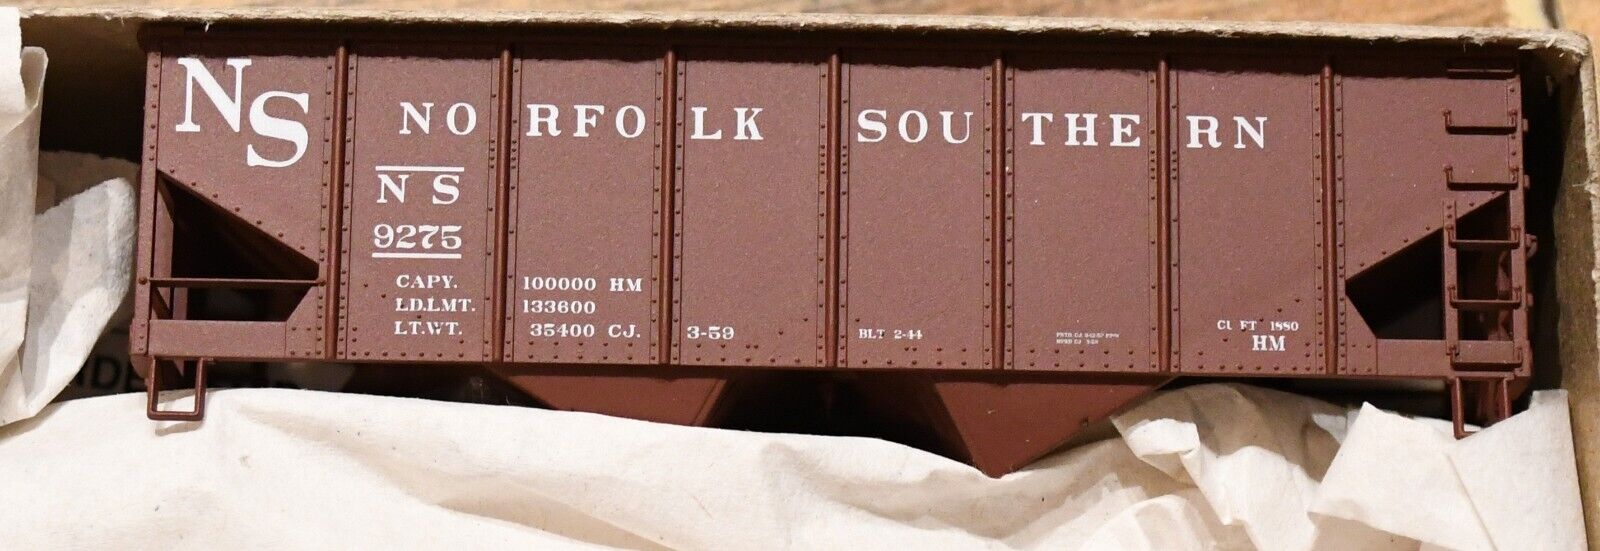 NS
NORFOLK SOUTHERN
NS
9275
CAPY. 100000 HM
LD.LMT. 133600
LT.WT. 35400 CJ. 3-59
BLT 2-44
CU FT 1880
HM